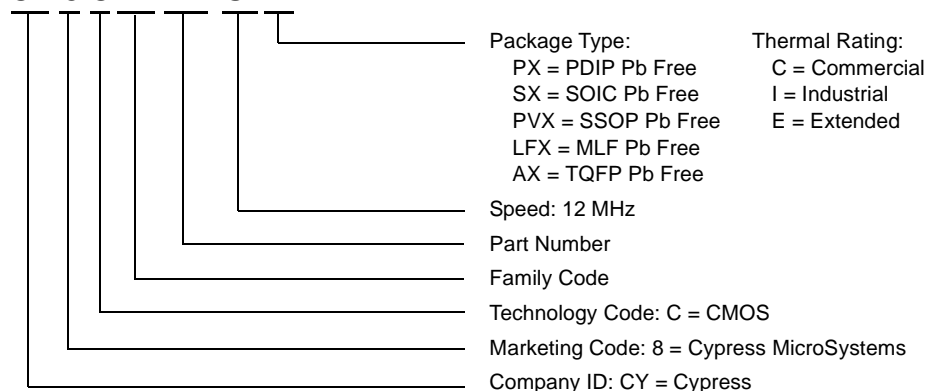 Package Type: Thermal Rating:
PX = PDIP Pb Free C = Commercial
SX = SOIC Pb Free I = Industrial
PVX = SSOP Pb Free E = Extended
LFX = MLF Pb Free
AX = TQFP Pb Free
Speed: 12 MHz
Part Number
Family Code
Technology Code: C = CMOS
Marketing Code: 8 = Cypress MicroSystems
Company ID: CY = Cypress